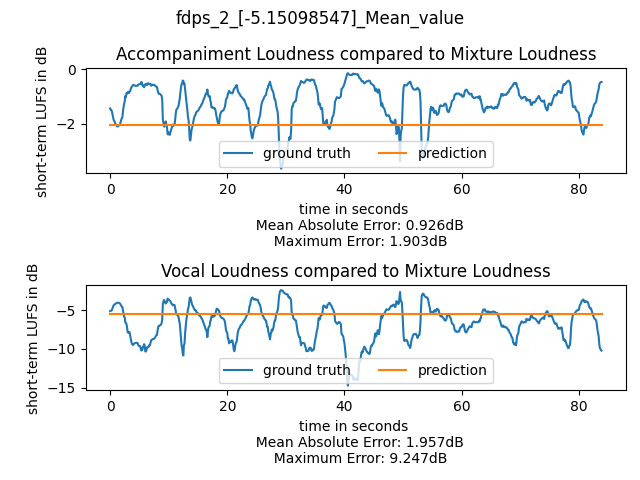 fdps_2_[-5.15098547]_Mean_value
Accompaniment Loudness compared to Mixture Loudness
short-term LUFS in dB
0
−2
ground truth
prediction
0
20
40
60
80
time in seconds
Mean Absolute Error: 0.926dB
Maximum Error: 1.903dB
Vocal Loudness compared to Mixture Loudness
short-term LUFS in dB
−5
−10
−15
ground truth
prediction
0
20
40
60
80
time in seconds
Mean Absolute Error: 1.957dB
Maximum Error: 9.247dB